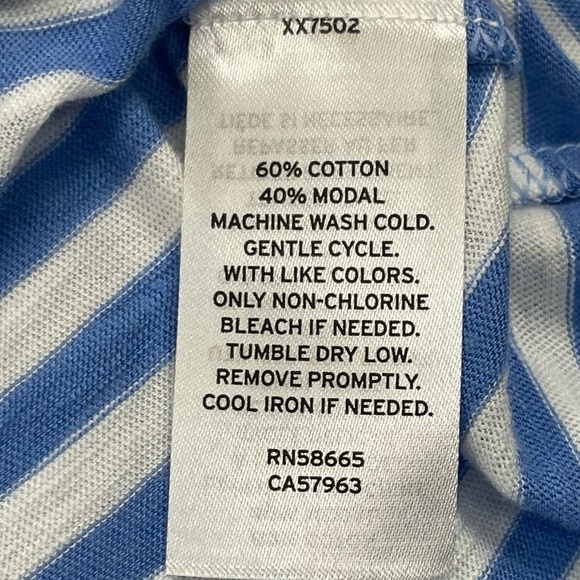 XX7502
60% COTTON
40% MODAL
MACHINE WASH COLD.
GENTLE CYCLE.
WITH LIKE COLORS.
ONLY NON-CHLORINE
BLEACH IF NEEDED.
TUMBLE DRY LOW.
REMOVE PROMPTLY.
COOL IRON IF NEEDED.
RN58665
CA57963